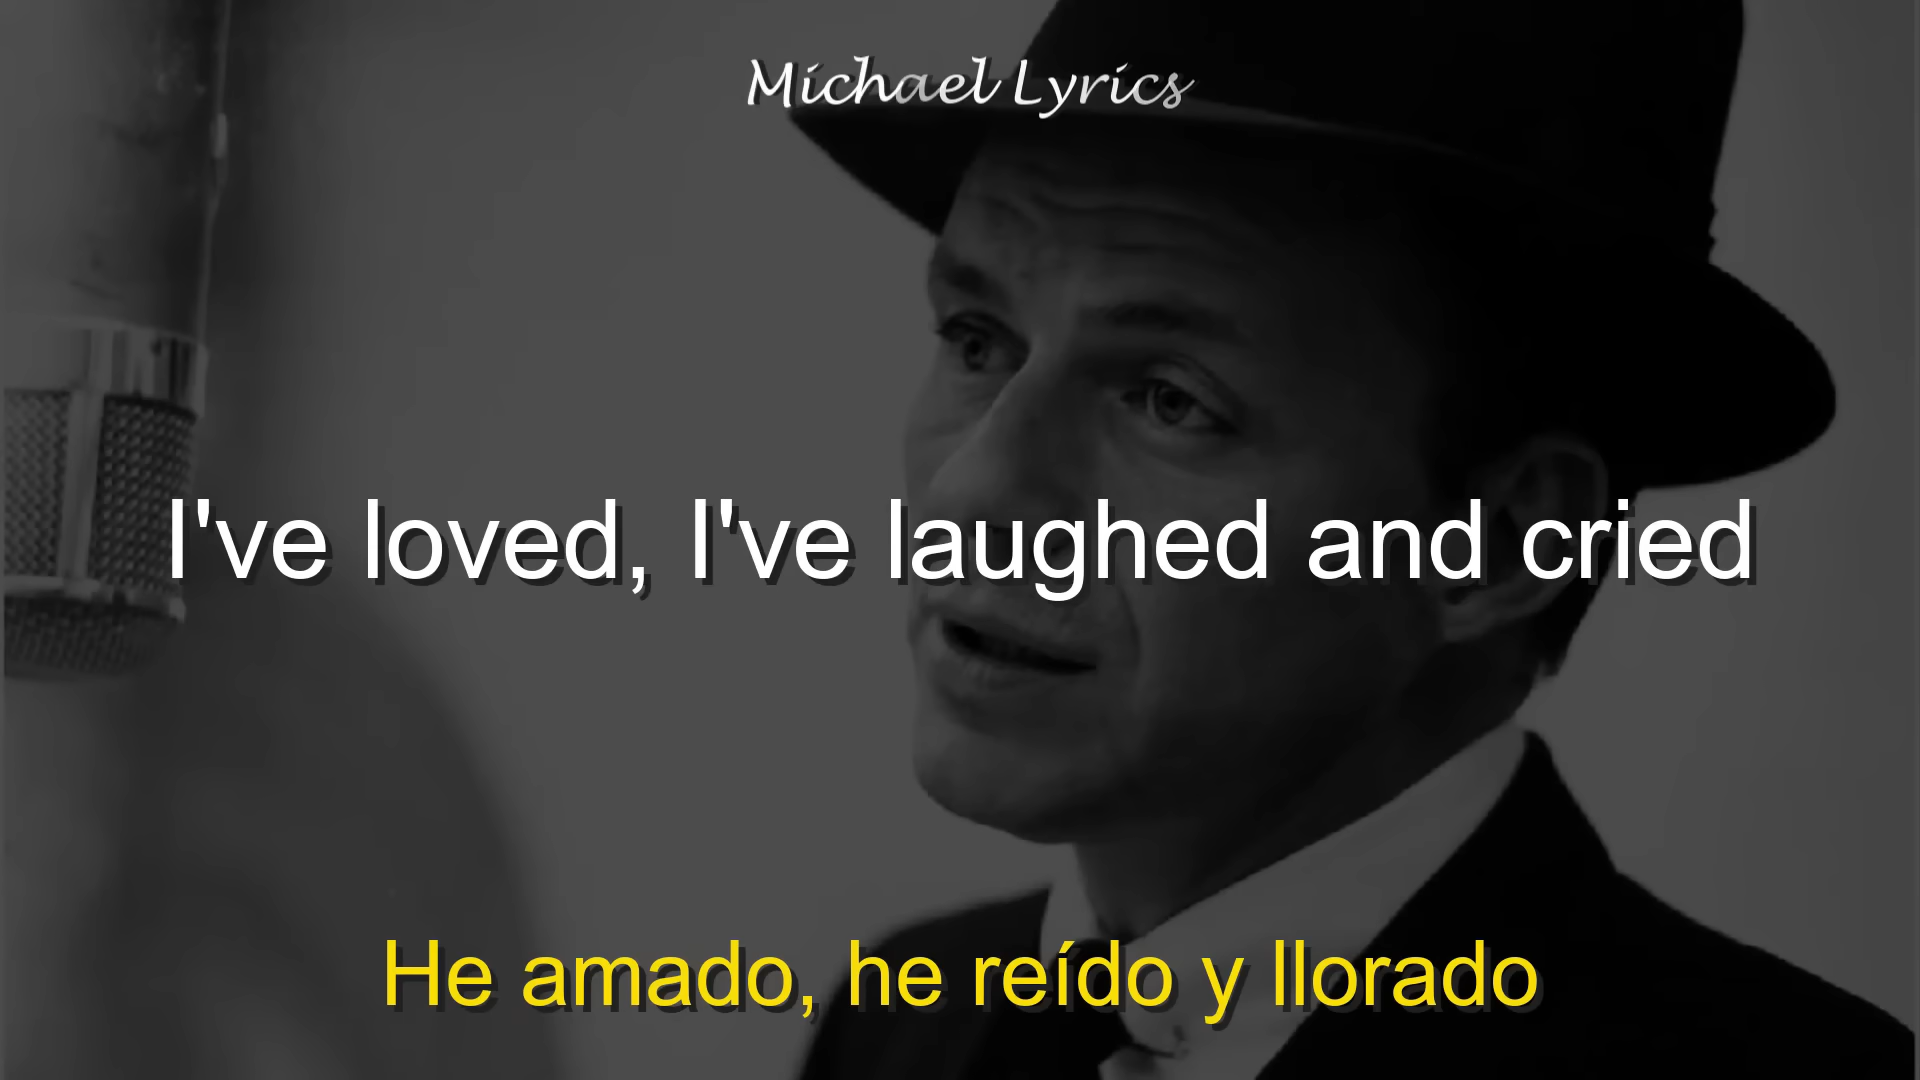 Michael Lyrics
I've loved, I've laughed and cried
He amado, he reído y llorado